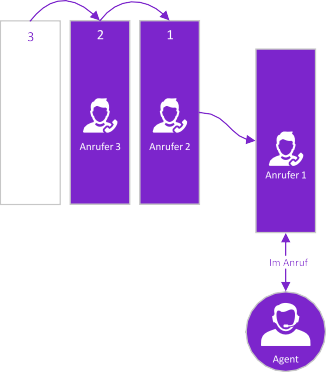 3
2
1
Anrufer 3
Anrufer 2
Anrufer 1
Im Anruf
Agent